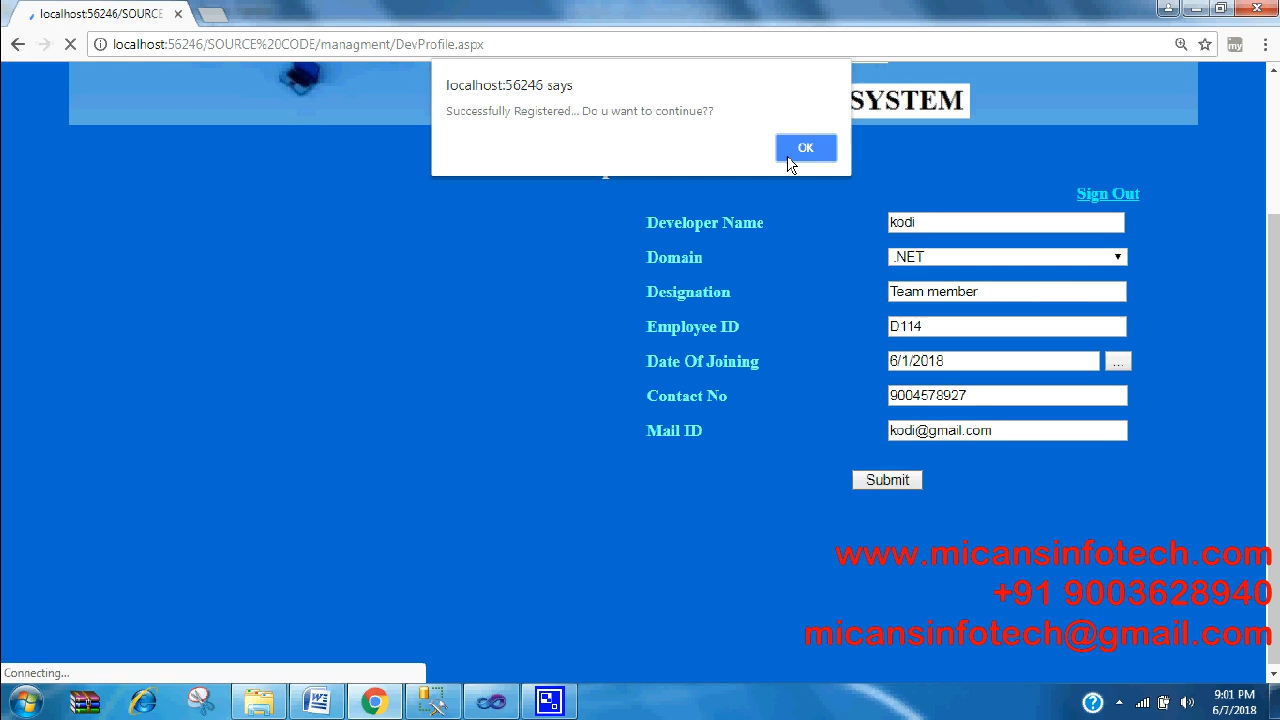 localhost:56246/SOURCE
localhost:56246/SOURCE%20CODE/managment/DevProfile.aspx
my
localhost:56246 says
Successfully Registered... Do u want to continue??
OK
SYSTEM
Sign Out
Developer Name kodi
Domain .NET
Designation Team member
Employee ID D114
Date Of Joining 6/1/2018 ...
Contact No 9004578927
Mail ID kodi@gmail.com
Submit
www.micansinfotech.com
+91 9003628940
micansinfotech@gmail.com
Connecting...
9:01 PM
6/7/2018